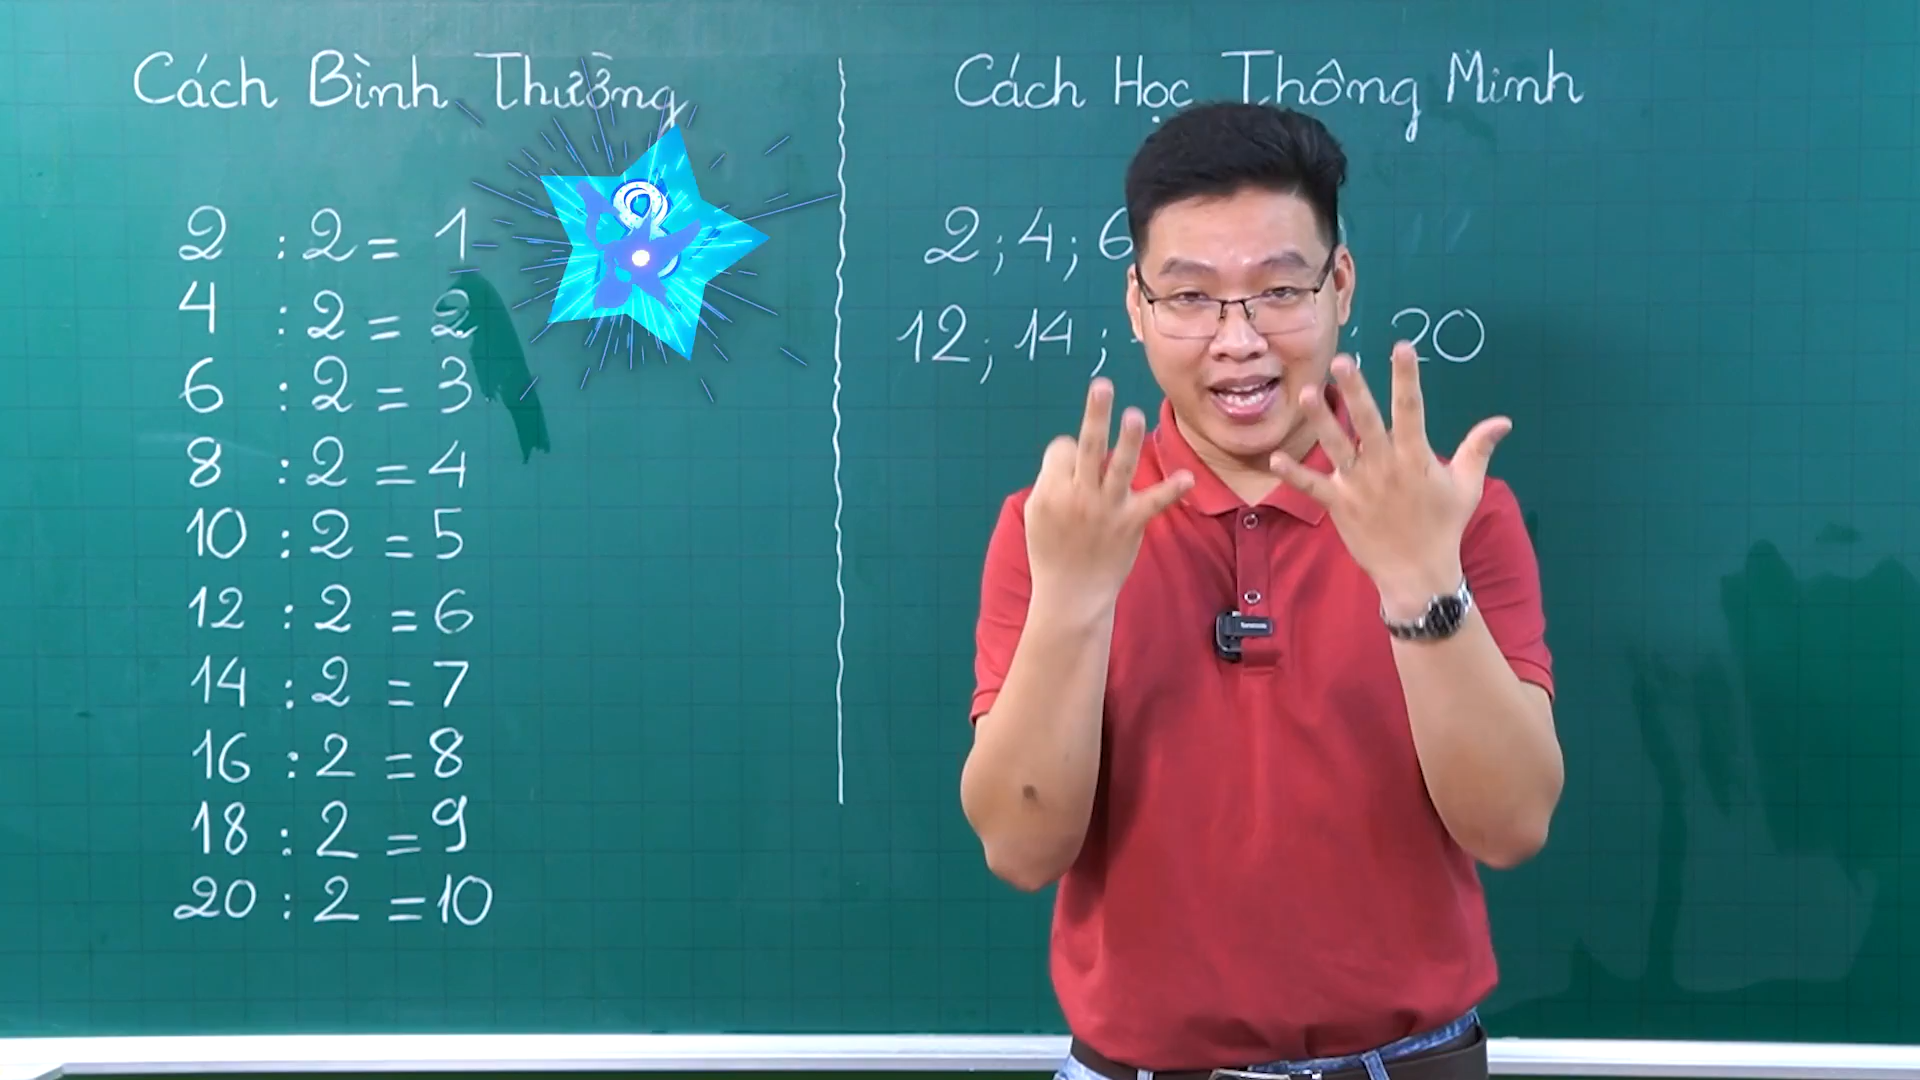 Cách Bình Thường
2 : 2 = 1
4 : 2 = 2
6 : 2 = 3
8 : 2 = 4
10 : 2 = 5
12 : 2 = 6
14 : 2 = 7
16 : 2 = 8
18 : 2 = 9
20 : 2 = 10
8
Cách Học Thông Minh
2 ; 4 ; 6
12 ; 14 ; ; 20